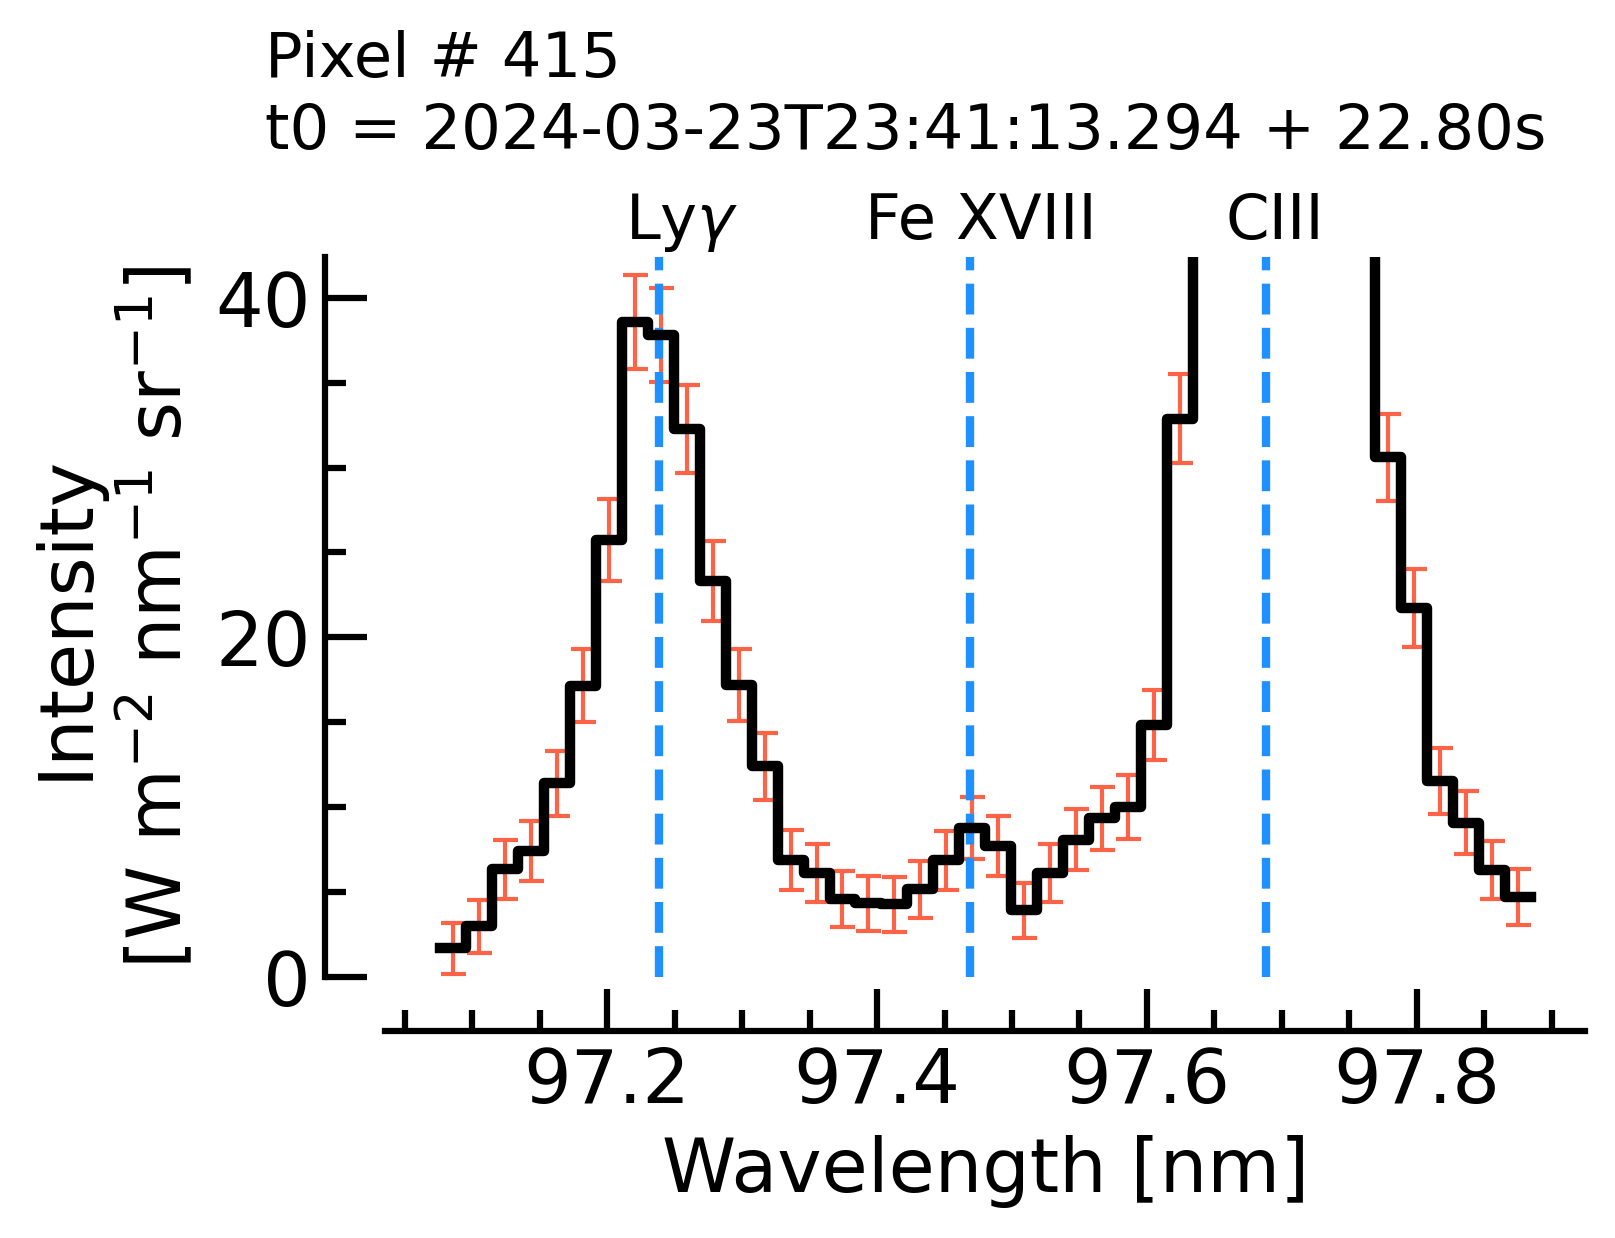 Pixel # 415
t0 = 2024-03-23T23:41:13.294 + 22.80s
Lyγ Fe XVIII CIII
Intensity
[W m⁻² nm⁻¹ sr⁻¹]
40
20
0
97.2 97.4 97.6 97.8
Wavelength [nm]